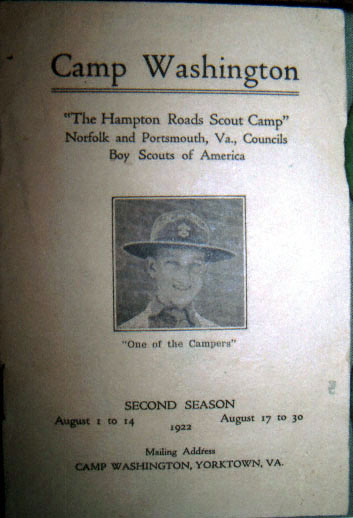 Camp Washington
"The Hampton Roads Scout Camp"
Norfolk and Portsmouth, Va., Councils
Boy Scouts of America
"One of the Campers"
SECOND SEASON
August 1 to 14 August 17 to 30
1922
Mailing Address
CAMP WASHINGTON, YORKTOWN, VA.